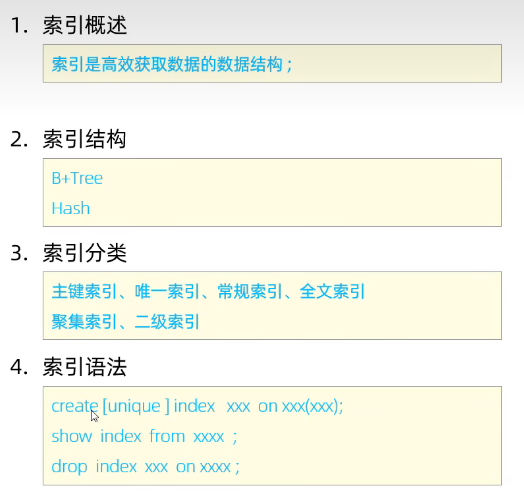 1. 索引概述
索引是高效获取数据的数据结构；
2. 索引结构
B+Tree
Hash
3. 索引分类
主键索引、唯一索引、常规索引、全文索引
聚集索引、二级索引
4. 索引语法
create [unique ] index xxx on xxx(xxx);
show index from xxxx ;
drop index xxx on xxxx ;